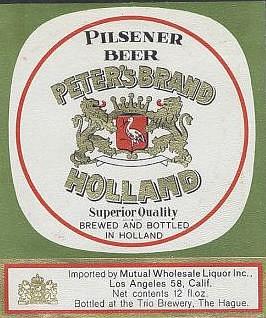 PILSENER
BEER
PETER'S BRAND
HOLLAND
Superior Quality
BREWED AND BOTTLED
IN HOLLAND
Imported by Mutual Wholesale Liquor Inc.,
Los Angeles 58, Calif.
Net contents 12 fl.oz.
Bottled at the Trio Brewery, The Hague.